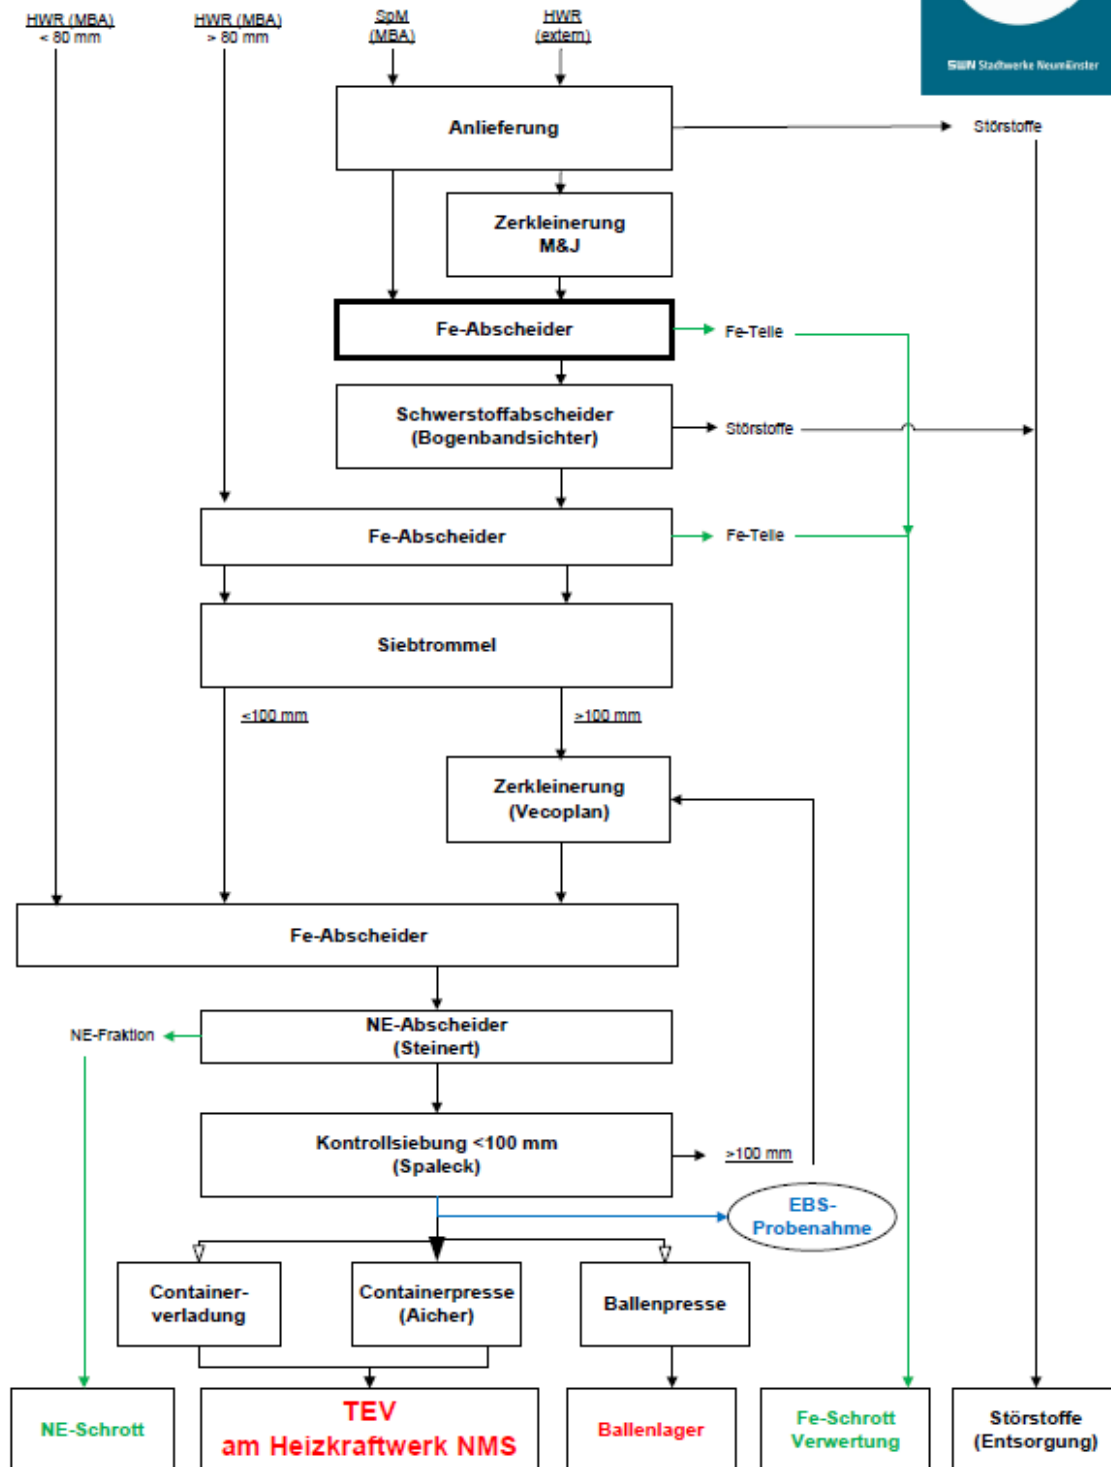 HWR (MBA)
< 80 mm
HWR (MBA)
> 80 mm
SpM
(MBA)
HWR
(extern)
SWN Stadtwerke Neumünster
Anlieferung
Störstoffe
Zerkleinerung
M&J
Fe-Abscheider
Fe-Teile
Schwerstoffabscheider
(Bogenbandsichter)
Störstoffe
Fe-Abscheider
Fe-Teile
Siebtrommel
<100 mm
>100 mm
Zerkleinerung
(Vecoplan)
Fe-Abscheider
NE-Fraktion
NE-Abscheider
(Steinert)
Kontrollsiebung <100 mm
(Spaleck)
>100 mm
EBS-
Probenahme
Container-
verladung
Containerpresse
(Aicher)
Ballenpresse
NE-Schrott
TEV
am Heizkraftwerk NMS
Ballenlager
Fe-Schrott
Verwertung
Störstoffe
(Entsorgung)